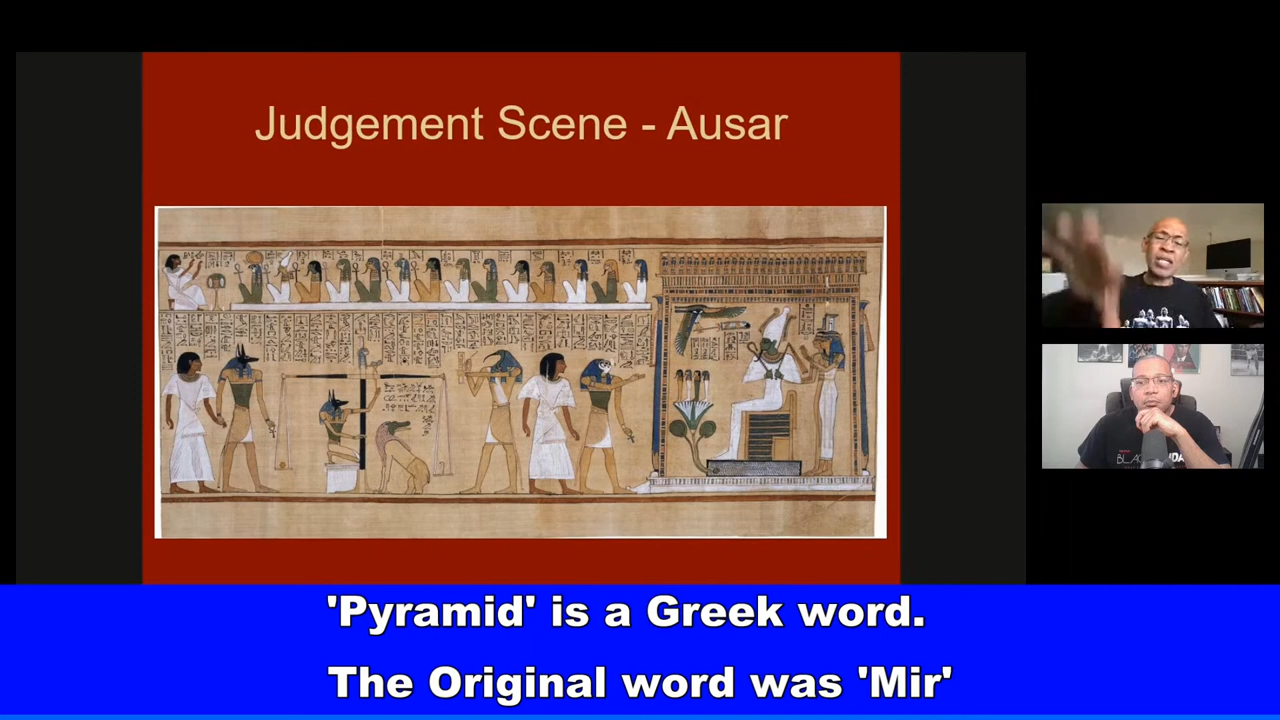 Judgement Scene - Ausar
'Pyramid' is a Greek word.
The Original word was 'Mir'